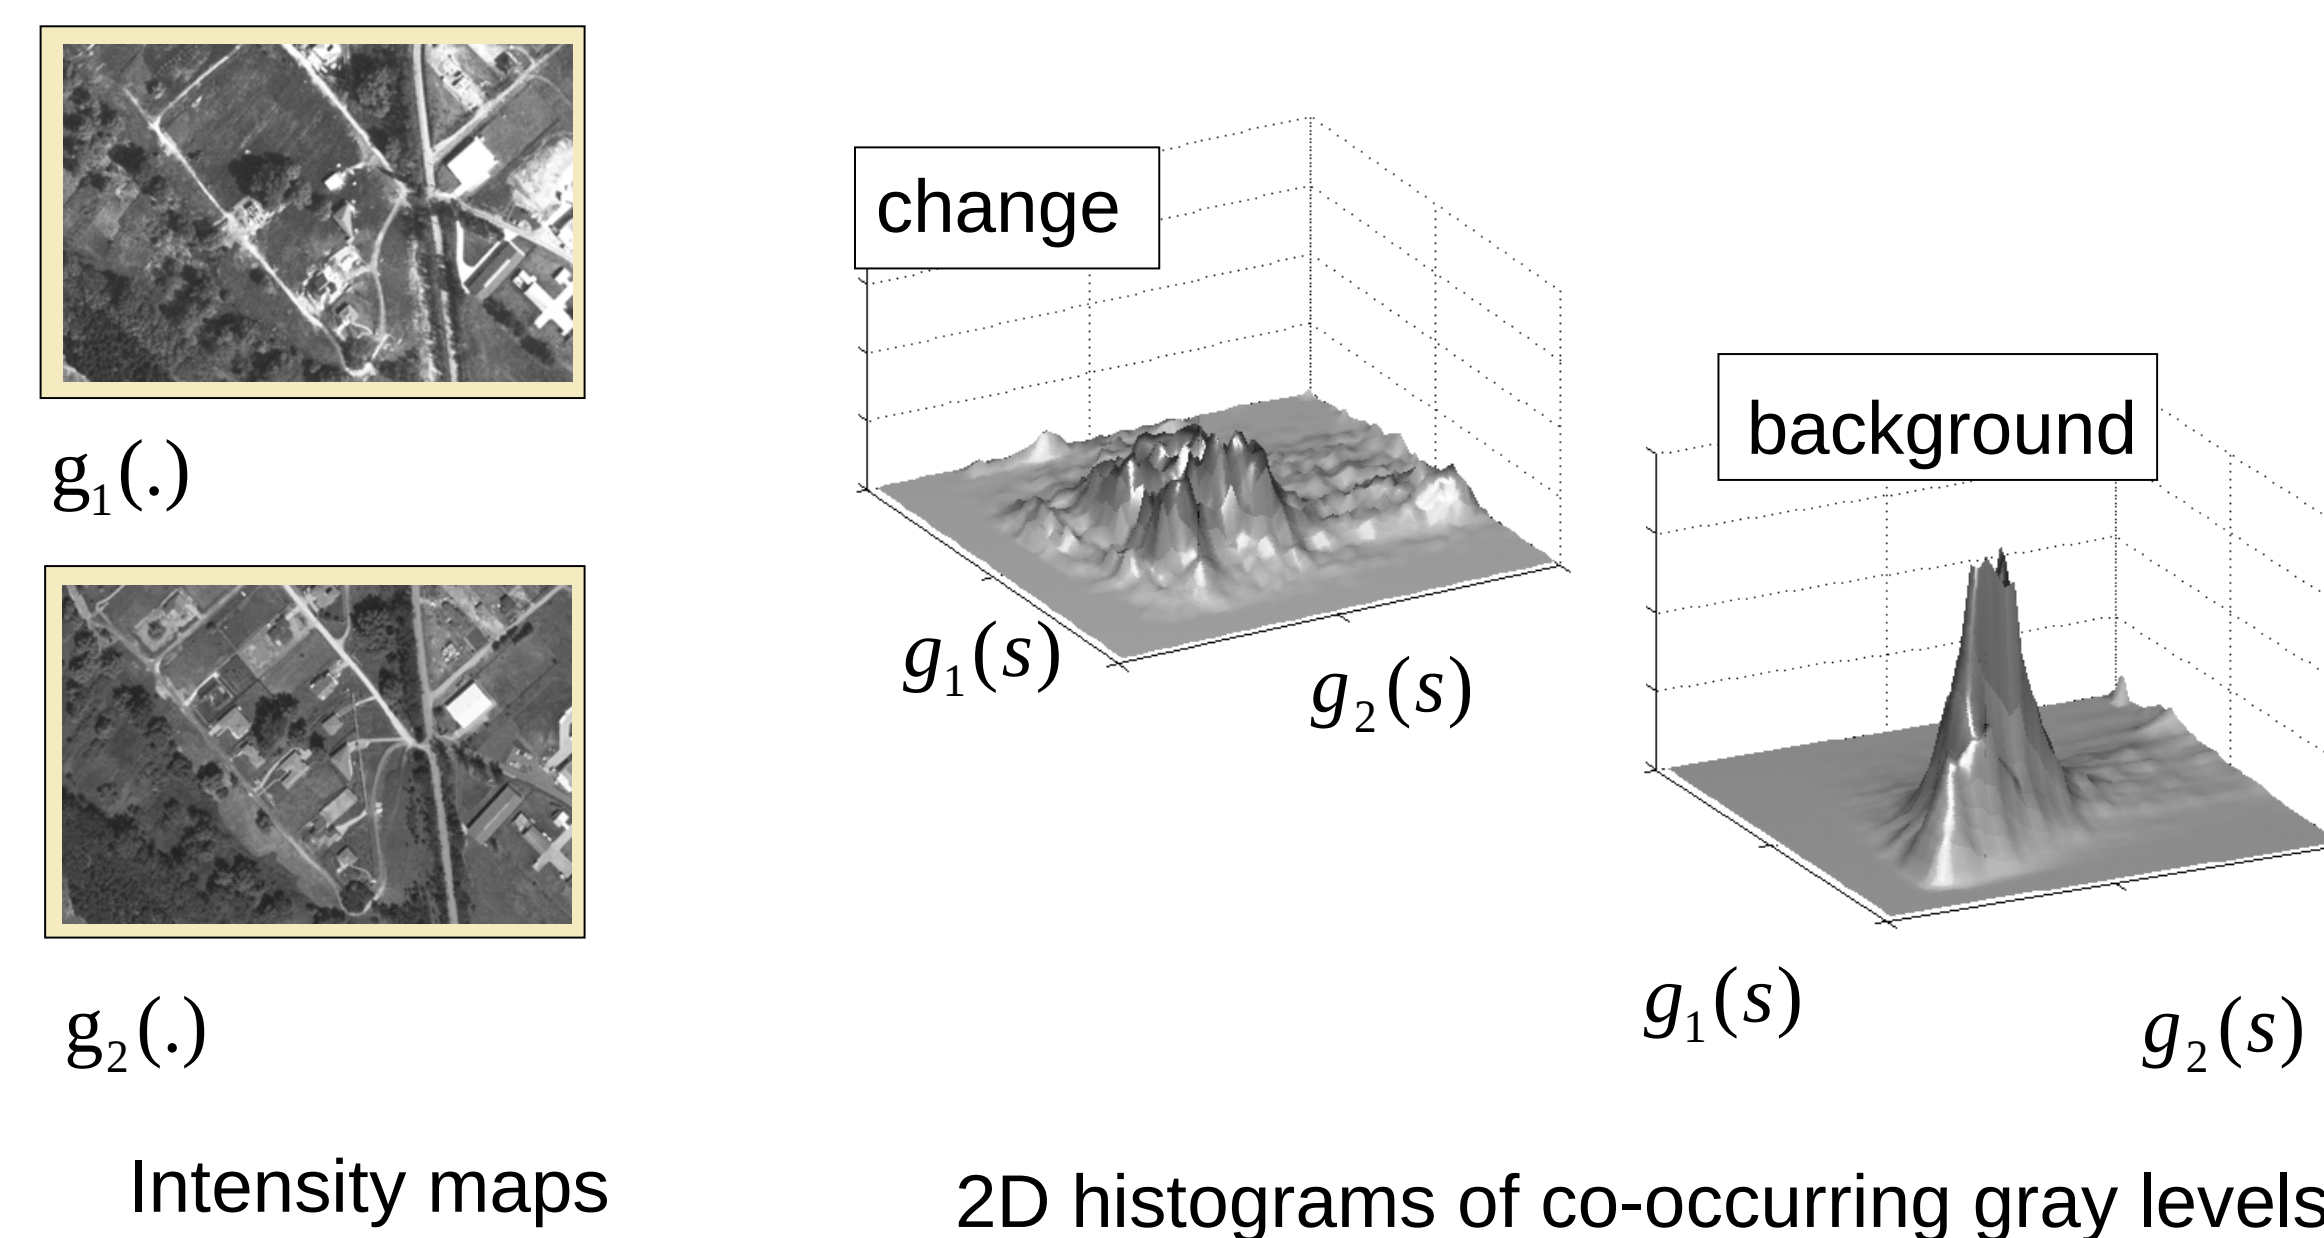 change
background
g1(.)
g1(s)
g2(s)
g2(.)
g1(s)
g2(s)
Intensity maps
2D histograms of co-occurring gray levels